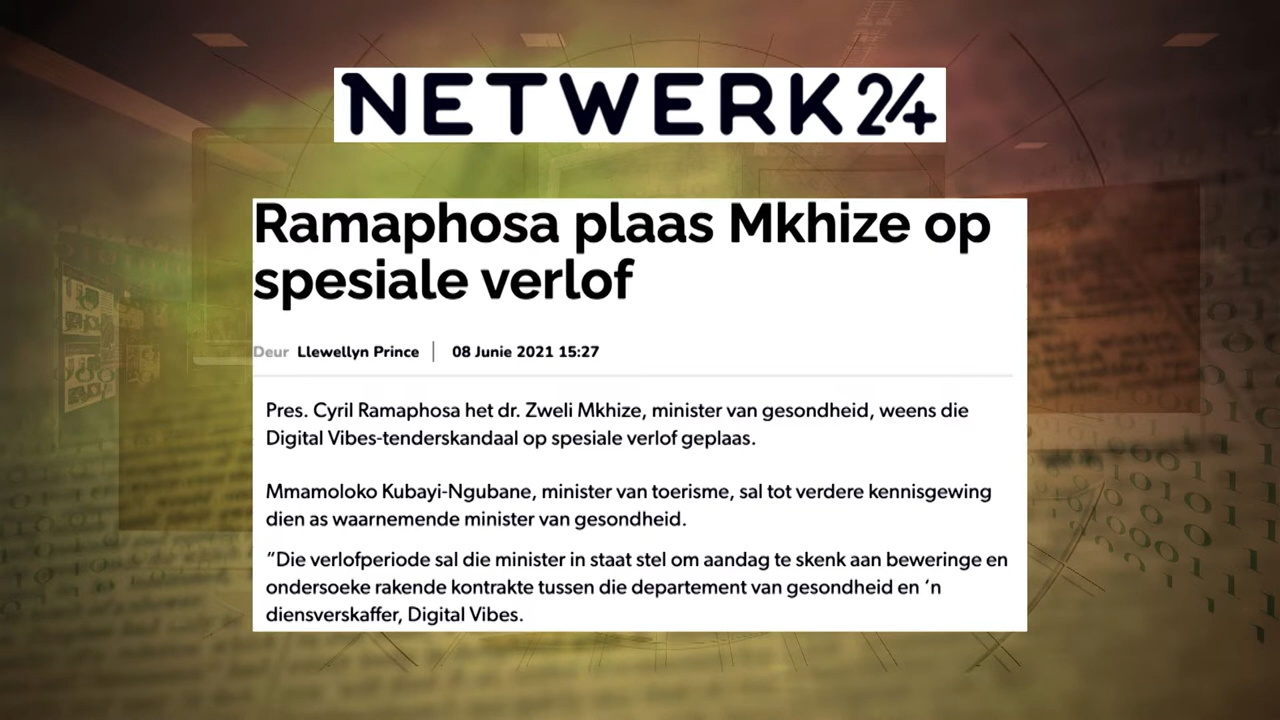 NETWERK24
Ramaphosa plaas Mkhize op
spesiale verlof
Deur Llewellyn Prince | 08 Junie 2021 15:27
Pres. Cyril Ramaphosa het dr. Zweli Mkhize, minister van gesondheid, weens die
Digital Vibes-tenderskandaal op spesiale verlof geplaas.
Mmamoloko Kubayi-Ngubane, minister van toerisme, sal tot verdere kennisgewing
dien as waarnemende minister van gesondheid.
“Die verlofperiode sal die minister in staat stel om aandag te skenk aan beweringe en
ondersoeke rakende kontrakte tussen die departement van gesondheid en ‘n
diensverskaffer, Digital Vibes.